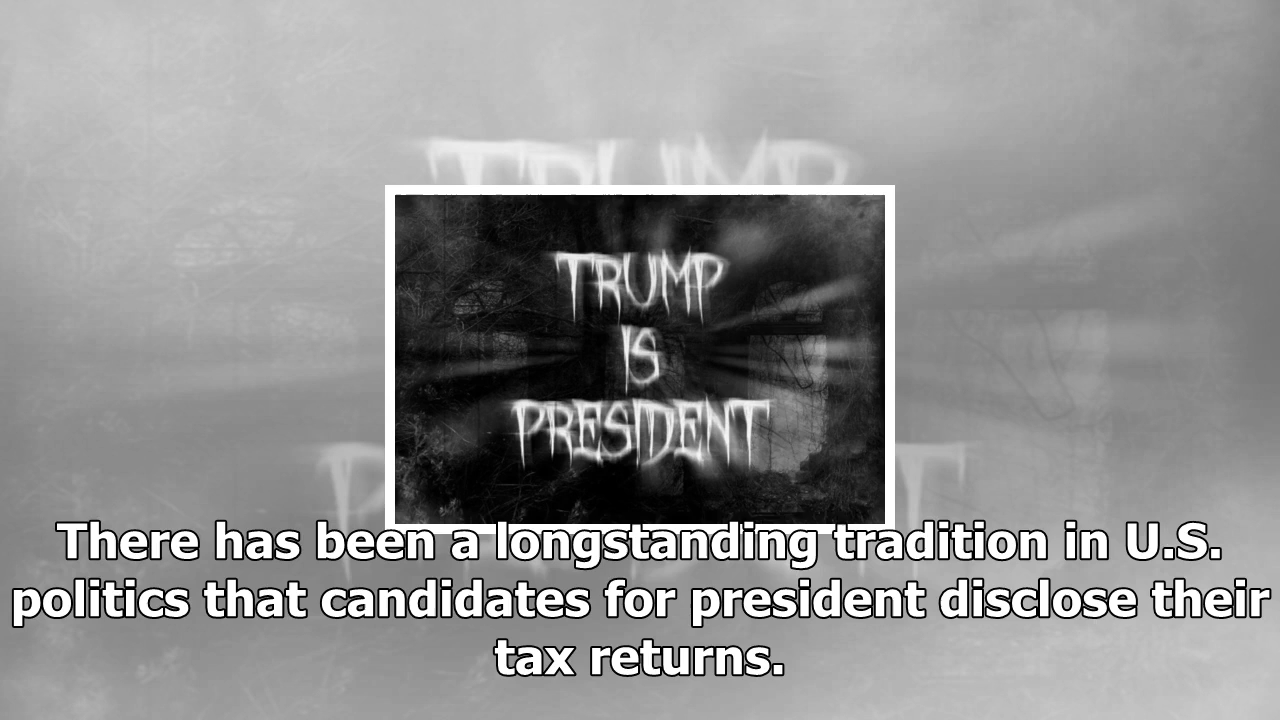 TRUMP
IS
PRESIDENT
There has been a longstanding tradition in U.S.
politics that candidates for president disclose their
tax returns.